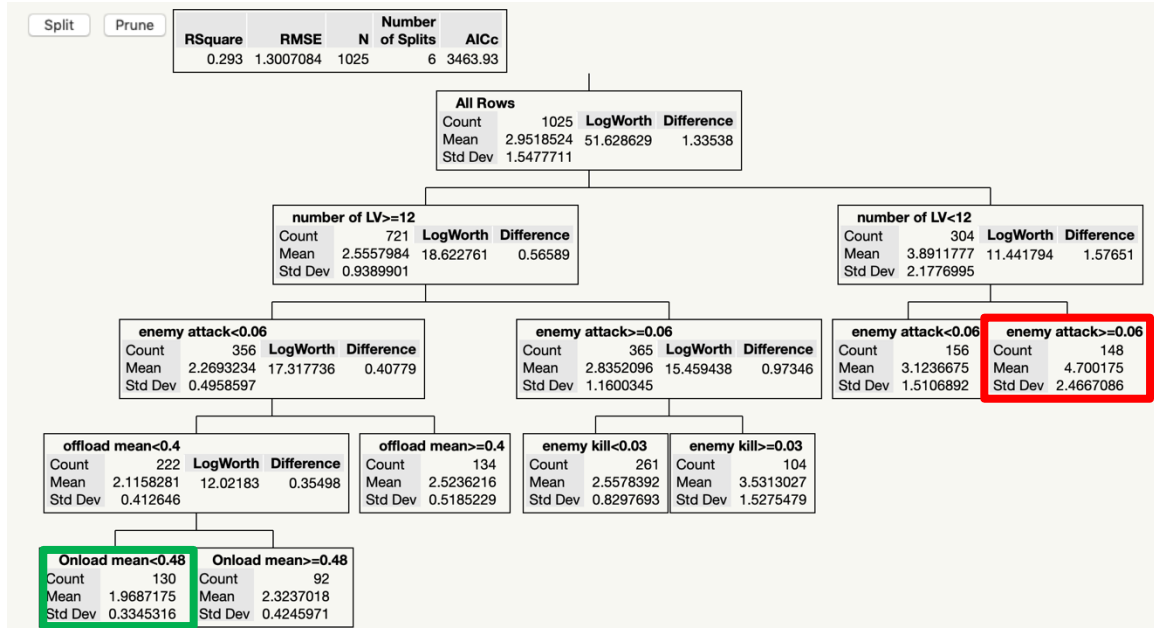 Split Prune
Number
RSquare RMSE N of Splits AICc
0.293 1.3007084 1025 6 3463.93
All Rows
Count 1025 LogWorth Difference
Mean 2.9518524 51.628629 1.33538
Std Dev 1.5477711
number of LV>=12
Count 721 LogWorth Difference
Mean 2.5557984 18.622761 0.56589
Std Dev 0.9389901
number of LV<12
Count 304 LogWorth Difference
Mean 3.8911777 11.441794 1.57651
Std Dev 2.1776995
enemy attack<0.06
Count 356 LogWorth Difference
Mean 2.2693234 17.317736 0.40779
Std Dev 0.4958597
enemy attack>=0.06
Count 365 LogWorth Difference
Mean 2.8352096 15.459438 0.97346
Std Dev 1.1600345
enemy attack<0.06
Count 156
Mean 3.1236675
Std Dev 1.5106892
enemy attack>=0.06
Count 148
Mean 4.700175
Std Dev 2.4667086
offload mean<0.4
Count 222 LogWorth Difference
Mean 2.1158281 12.02183 0.35498
Std Dev 0.412646
offload mean>=0.4
Count 134
Mean 2.5236216
Std Dev 0.5185229
enemy kill<0.03
Count 261
Mean 2.5578392
Std Dev 0.8297693
enemy kill>=0.03
Count 104
Mean 3.5313027
Std Dev 1.5275479
Onload mean<0.48
Count 130
Mean 1.9687175
Std Dev 0.3345316
Onload mean>=0.48
Count 92
Mean 2.3237018
Std Dev 0.4245971